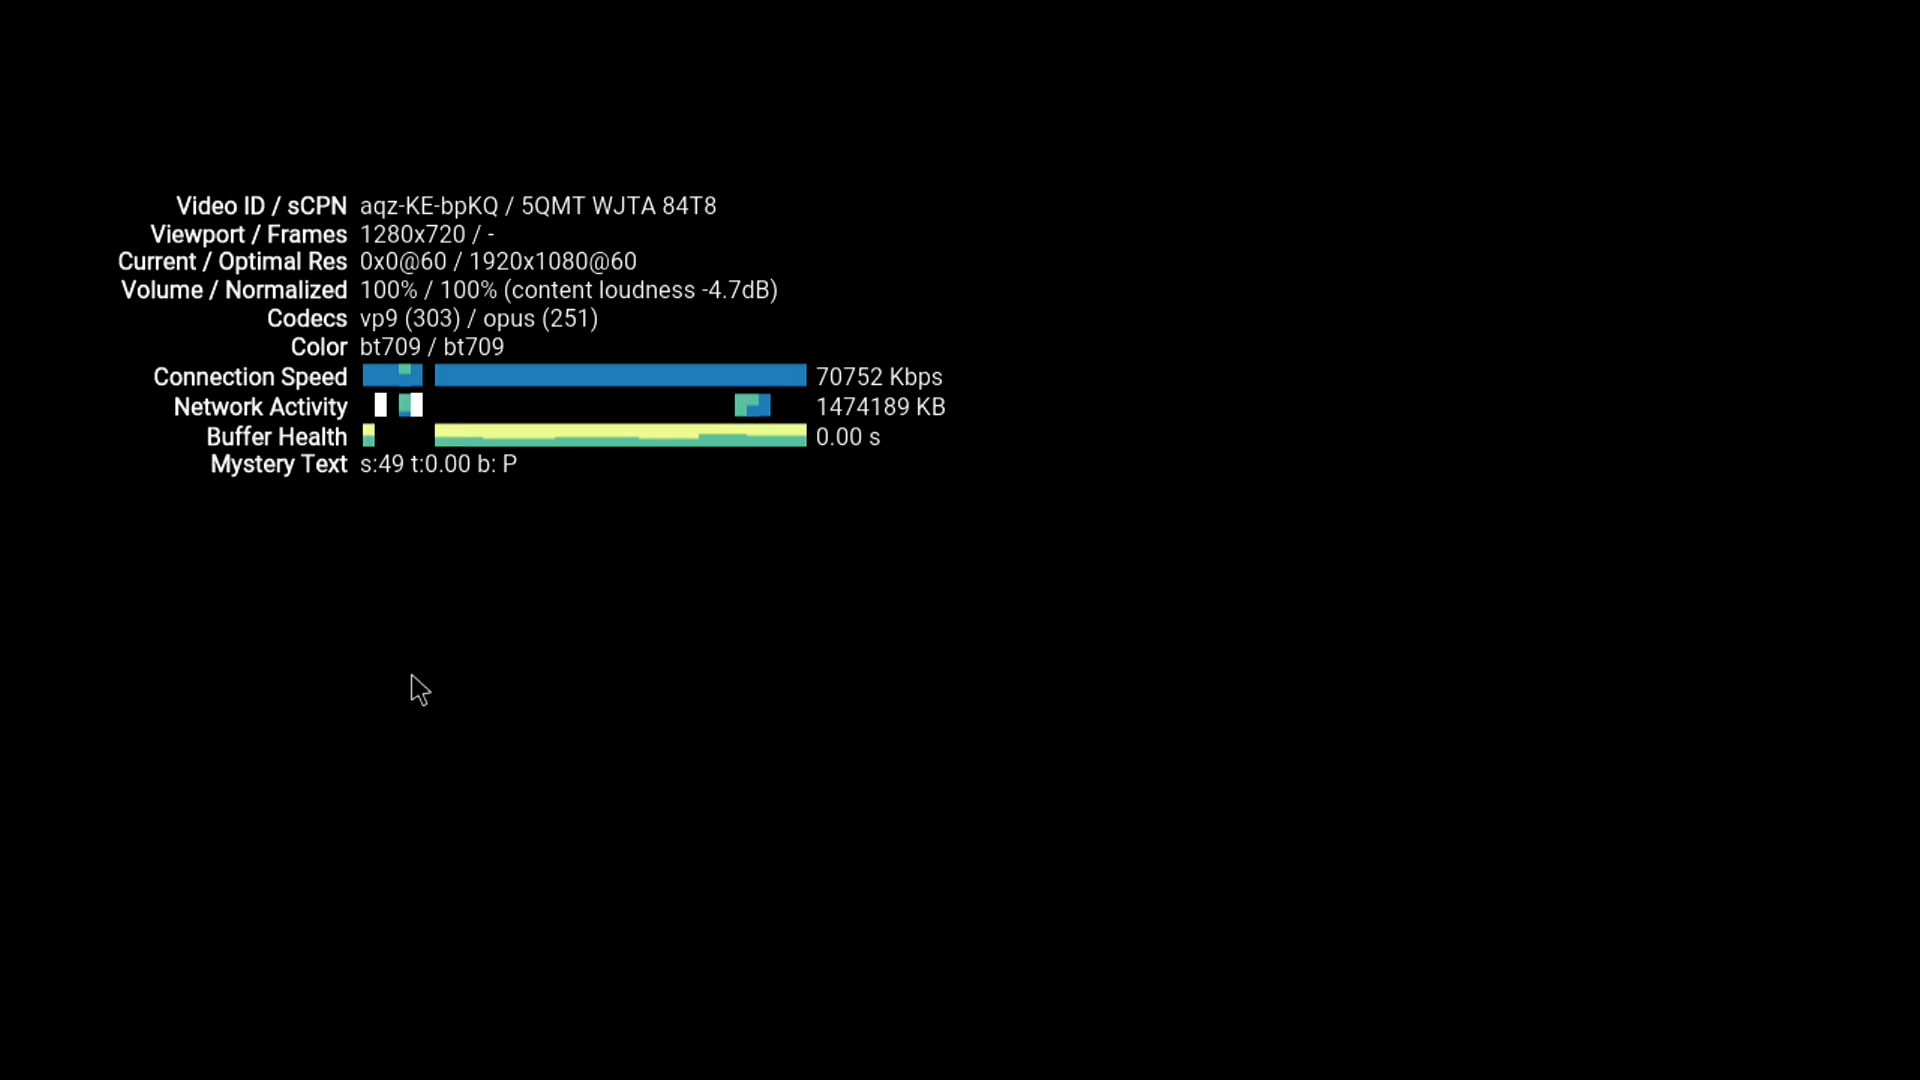 Video ID / sCPN aqz-KE-bpKQ / 5QMT WJTA 84T8
Viewport / Frames 1280x720 / -
Current / Optimal Res 0x0@60 / 1920x1080@60
Volume / Normalized 100% / 100% (content loudness -4.7dB)
Codecs vp9 (303) / opus (251)
Color bt709 / bt709
Connection Speed 70752 Kbps
Network Activity 1474189 KB
Buffer Health 0.00 s
Mystery Text s:49 t:0.00 b: P